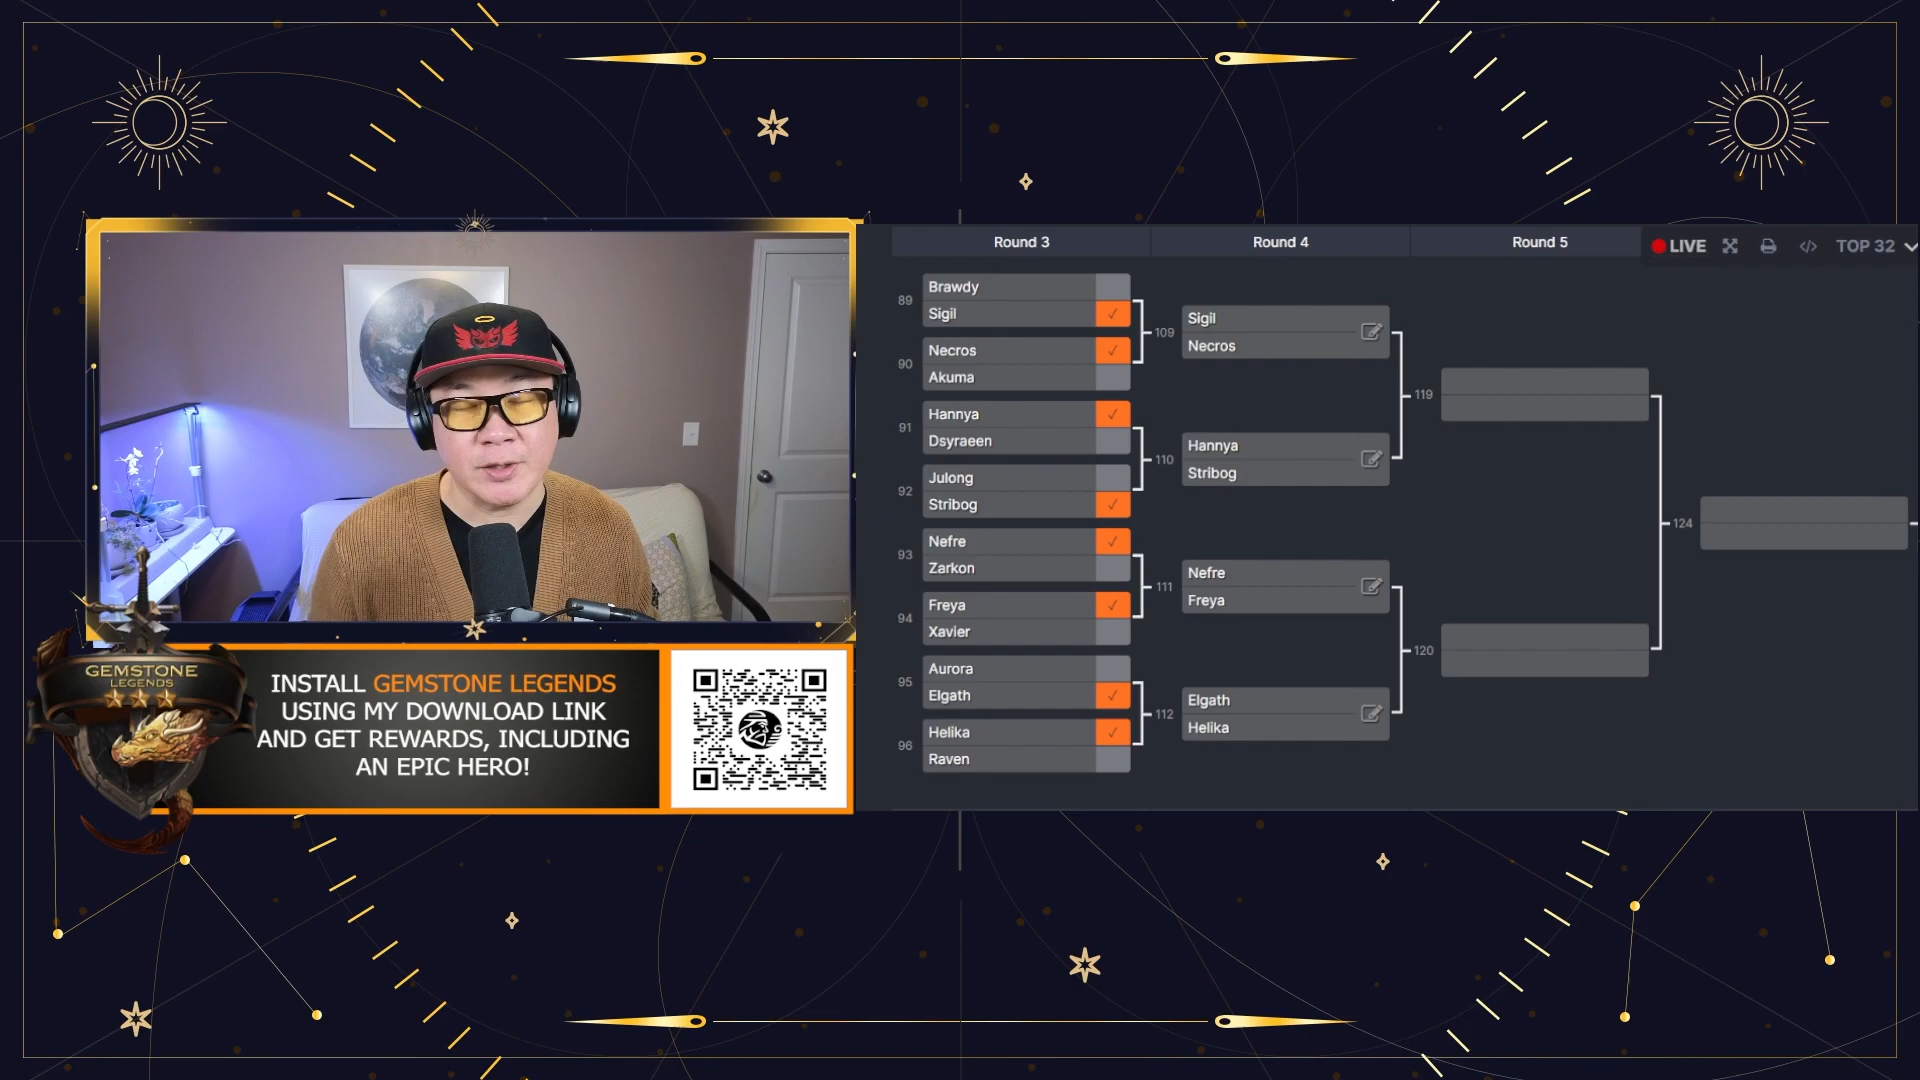 Round 3
Round 4
Round 5
LIVE
</>
TOP 32
89
Brawdy
Sigil
90
Necros
Akuma
91
Hannya
Dsyraeen
92
Julong
Stribog
93
Nefre
Zarkon
94
Freya
Xavier
95
Aurora
Elgath
96
Helika
Raven
109
Sigil
Necros
110
Hannya
Stribog
111
Nefre
Freya
112
Elgath
Helika
119
120
124
GEMSTONE
LEGENDS
INSTALL GEMSTONE LEGENDS
USING MY DOWNLOAD LINK
AND GET REWARDS, INCLUDING
AN EPIC HERO!